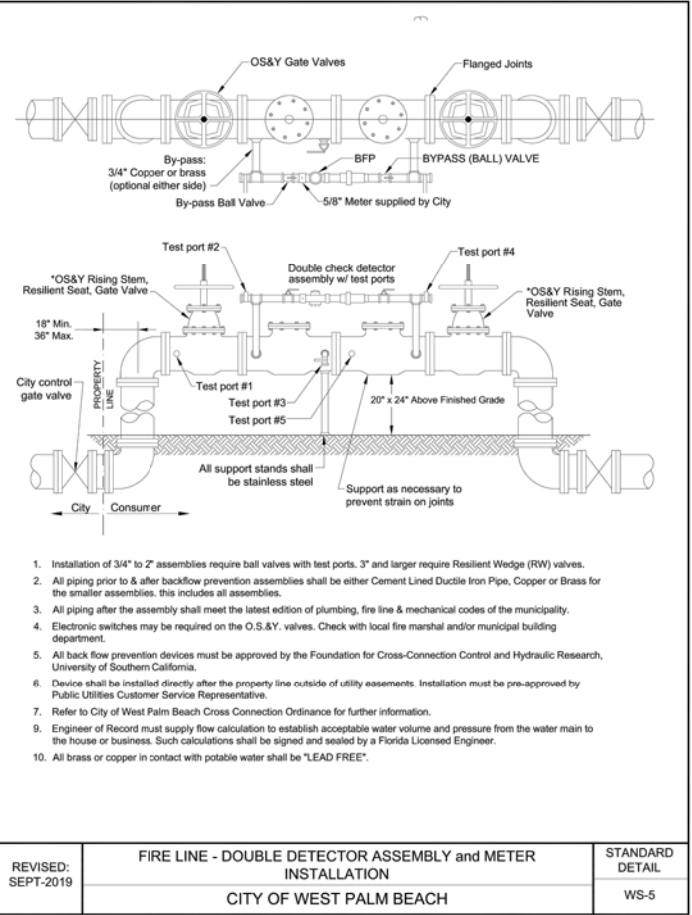 OS&Y Gate Valves
Flanged Joints
By-pass:
3/4" Copper or brass
(optional either side)
BFP
BYPASS (BALL) VALVE
By-pass Ball Valve
5/8" Meter supplied by City
Test port #2
Test port #4
Double check detector
assembly w/ test ports
*OS&Y Rising Stem,
Resilient Seat, Gate Valve
*OS&Y Rising Stem,
Resilient Seat, Gate
Valve
18" Min.
36" Max.
City control
gate valve
PROPERTY
LINE
Test port #1
Test port #3
Test port #5
20" x 24" Above Finished Grade
All support stands shall
be stainless steel
Support as necessary to
prevent strain on joints
City Consumer
1. Installation of 3/4" to 2" assemblies require ball valves with test ports. 3" and larger require Resilient Wedge (RW) valves.
2. All piping prior to & after backflow prevention assemblies shall be either Cement Lined Ductile Iron Pipe, Copper or Brass for
the smaller assemblies. this includes all assemblies.
3. All piping after the assembly shall meet the latest edition of plumbing, fire line & mechanical codes of the municipality.
4. Electronic switches may be required on the O.S.&Y. valves. Check with local fire marshal and/or municipal building
department.
5. All back flow prevention devices must be approved by the Foundation for Cross-Connection Control and Hydraulic Research,
University of Southern California.
6. Device shall be installed directly after the property line outside of utility easements. Installation must be pre-approved by
Public Utilities Customer Service Representative.
7. Refer to City of West Palm Beach Cross Connection Ordinance for further information.
9. Engineer of Record must supply flow calculation to establish acceptable water volume and pressure from the water main to
the house or business. Such calculations shall be signed and sealed by a Florida Licensed Engineer.
10. All brass or copper in contact with potable water shall be "LEAD FREE".
REVISED:
SEPT-2019
FIRE LINE - DOUBLE DETECTOR ASSEMBLY and METER
INSTALLATION
CITY OF WEST PALM BEACH
STANDARD
DETAIL
WS-5